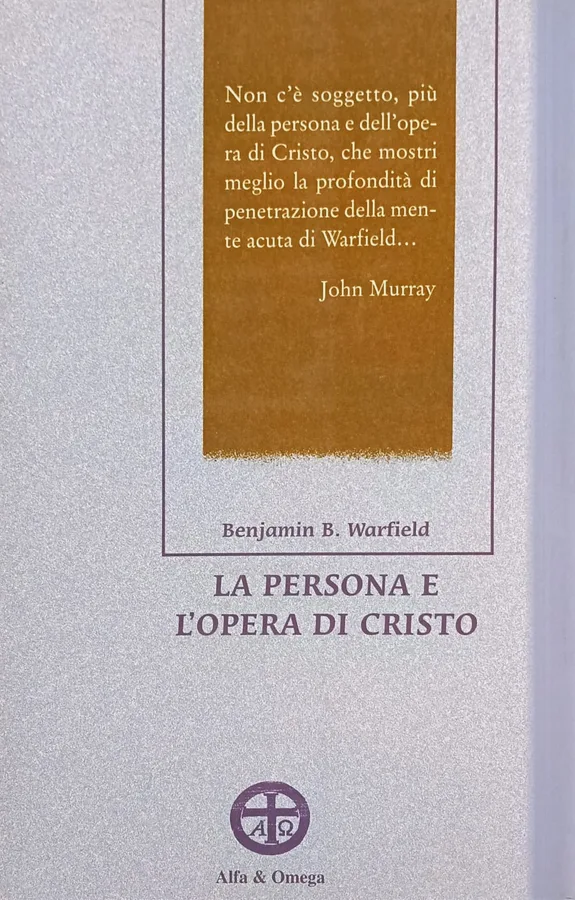 Non c'è soggetto, più
della persona e dell'ope-
ra di Cristo, che mostri
meglio la profondità di
penetrazione della men-
te acuta di Warfield...
John Murray
Benjamin B. Warfield
LA PERSONA E
L'OPERA DI CRISTO
A Ω
Alfa & Omega